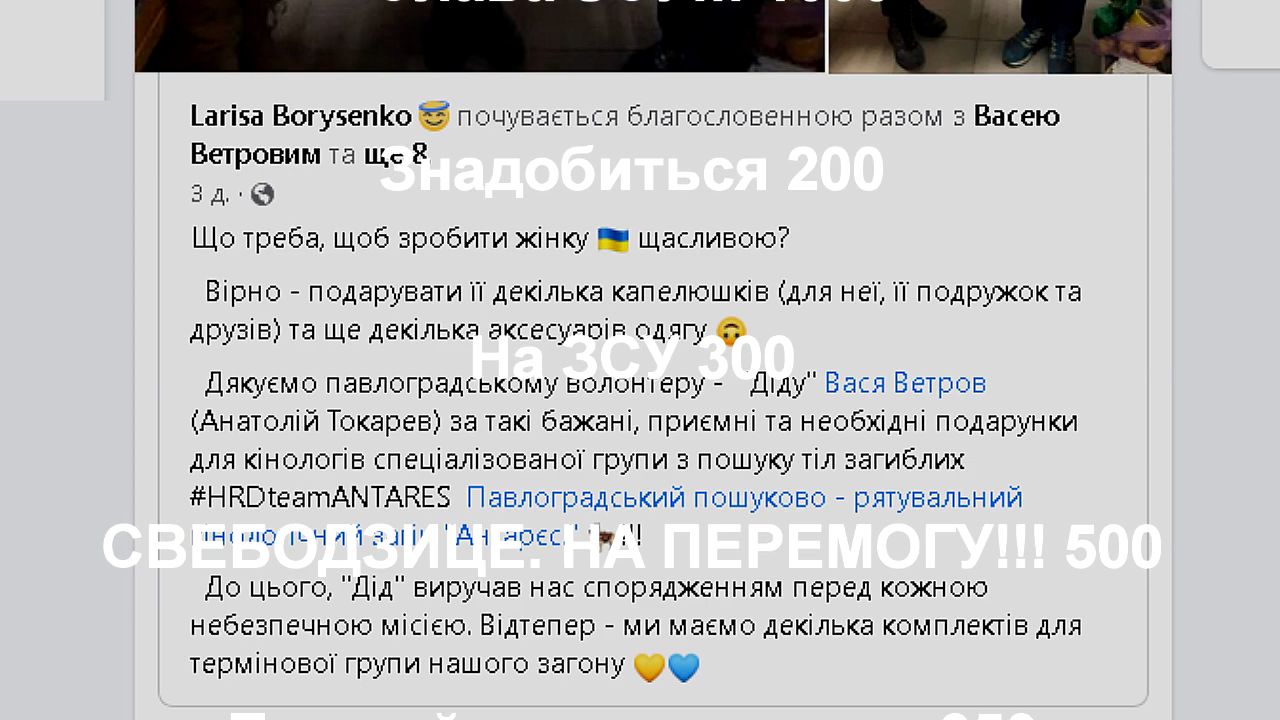 Larisa Borysenko почувається благословенною разом з Васею
Ветровим та ще 8
Знадобиться 200
3 д. ·
Що треба, щоб зробити жінку щасливою?
Вірно - подарувати її декілька капелюшків (для неї, її подружок та
друзів) та ще декілька аксесуарів одягу
На ЗСУ 300
Дякуємо павлоградському волонтеру - "Діду" Вася Ветров
(Анатолій Токарев) за такі бажані, приємні та необхідні подарунки
для кінологів спеціалізованої групи з пошуку тіл загиблих
#HRDteamANTARES Павлоградський пошуково - рятувальний
кінологічний загін "Антарес"
СВЕБОДЗИЦЕ. НА ПЕРЕМОГУ!!! 500
До цього, "Дід" виручав нас спорядженням перед кожною
небезпечною місією. Відтепер - ми маємо декілька комплектів для
термінової групи нашого загону